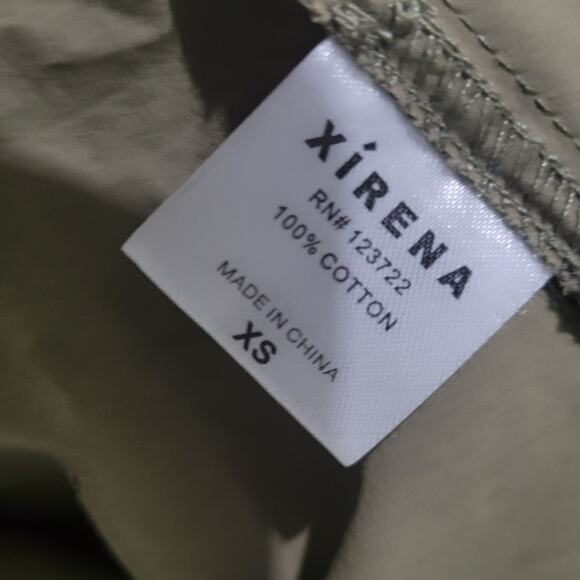 XíRENA
RN# 123722
100% COTTON
MADE IN CHINA
XS